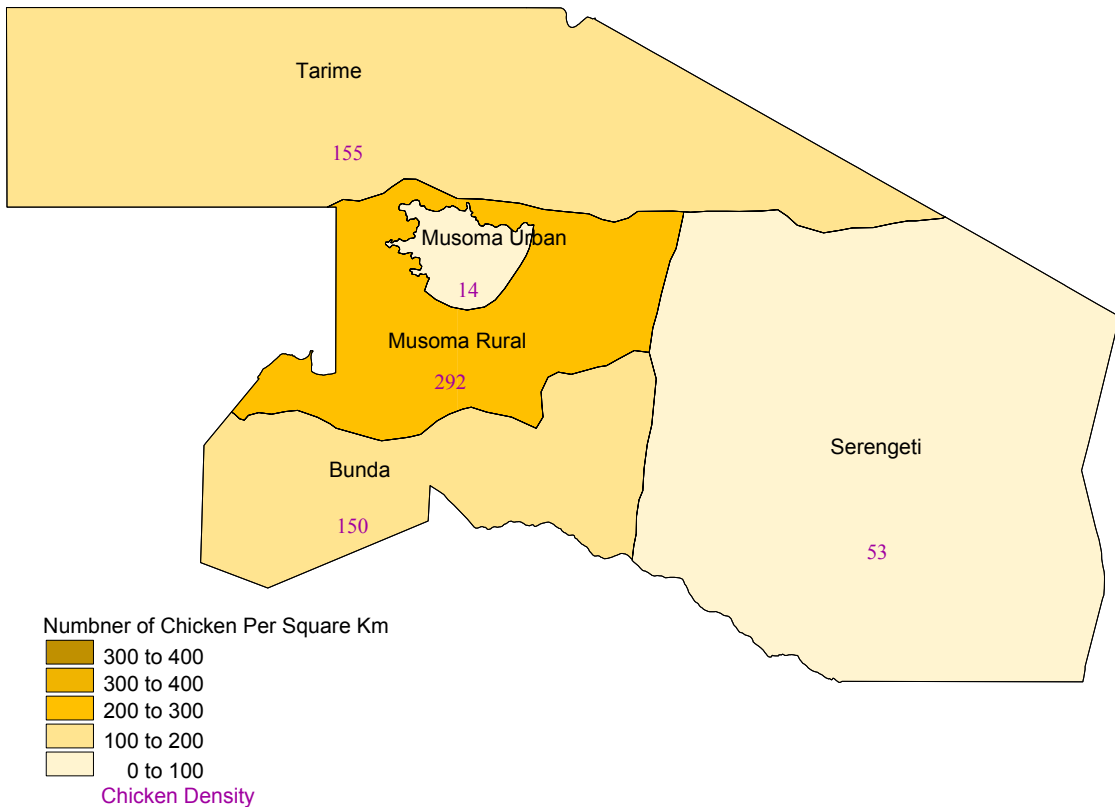 Tarime
155
Musoma Urban
14
Musoma Rural
292
Serengeti
Bunda
150
53
Numbner of Chicken Per Square Km
300 to 400
300 to 400
200 to 300
100 to 200
0 to 100
Chicken Density